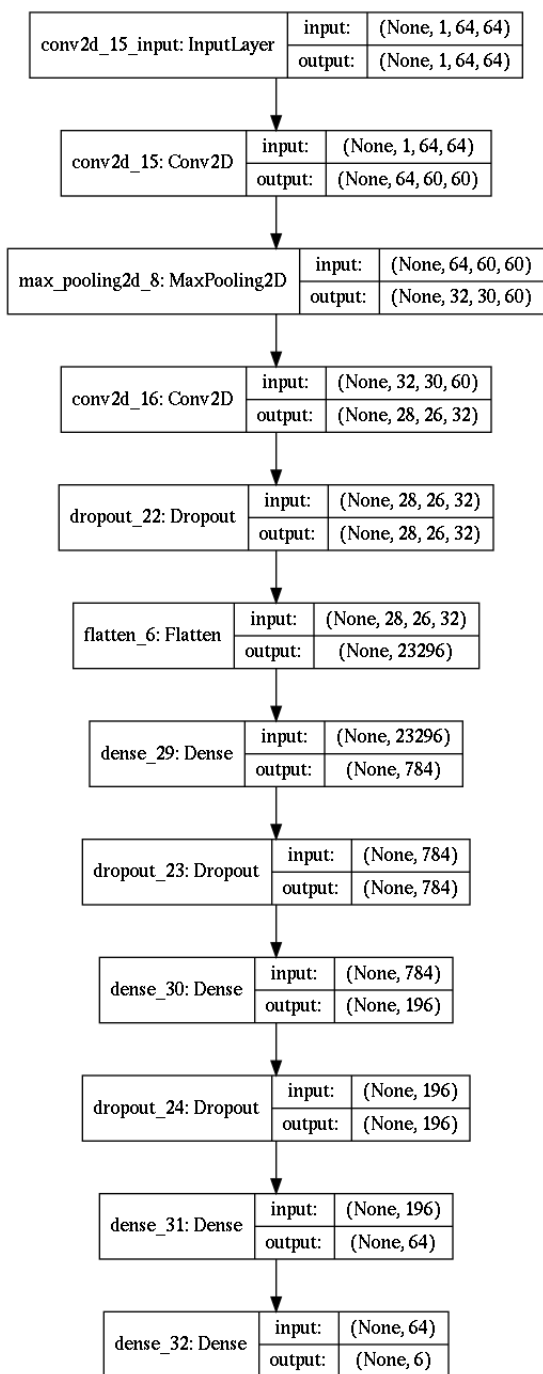 conv2d_15_input: InputLayer
input: (None, 1, 64, 64)
output: (None, 1, 64, 64)
conv2d_15: Conv2D
input: (None, 1, 64, 64)
output: (None, 64, 60, 60)
max_pooling2d_8: MaxPooling2D
input: (None, 64, 60, 60)
output: (None, 32, 30, 60)
conv2d_16: Conv2D
input: (None, 32, 30, 60)
output: (None, 28, 26, 32)
dropout_22: Dropout
input: (None, 28, 26, 32)
output: (None, 28, 26, 32)
flatten_6: Flatten
input: (None, 28, 26, 32)
output: (None, 23296)
dense_29: Dense
input: (None, 23296)
output: (None, 784)
dropout_23: Dropout
input: (None, 784)
output: (None, 784)
dense_30: Dense
input: (None, 784)
output: (None, 196)
dropout_24: Dropout
input: (None, 196)
output: (None, 196)
dense_31: Dense
input: (None, 196)
output: (None, 64)
dense_32: Dense
input: (None, 64)
output: (None, 6)